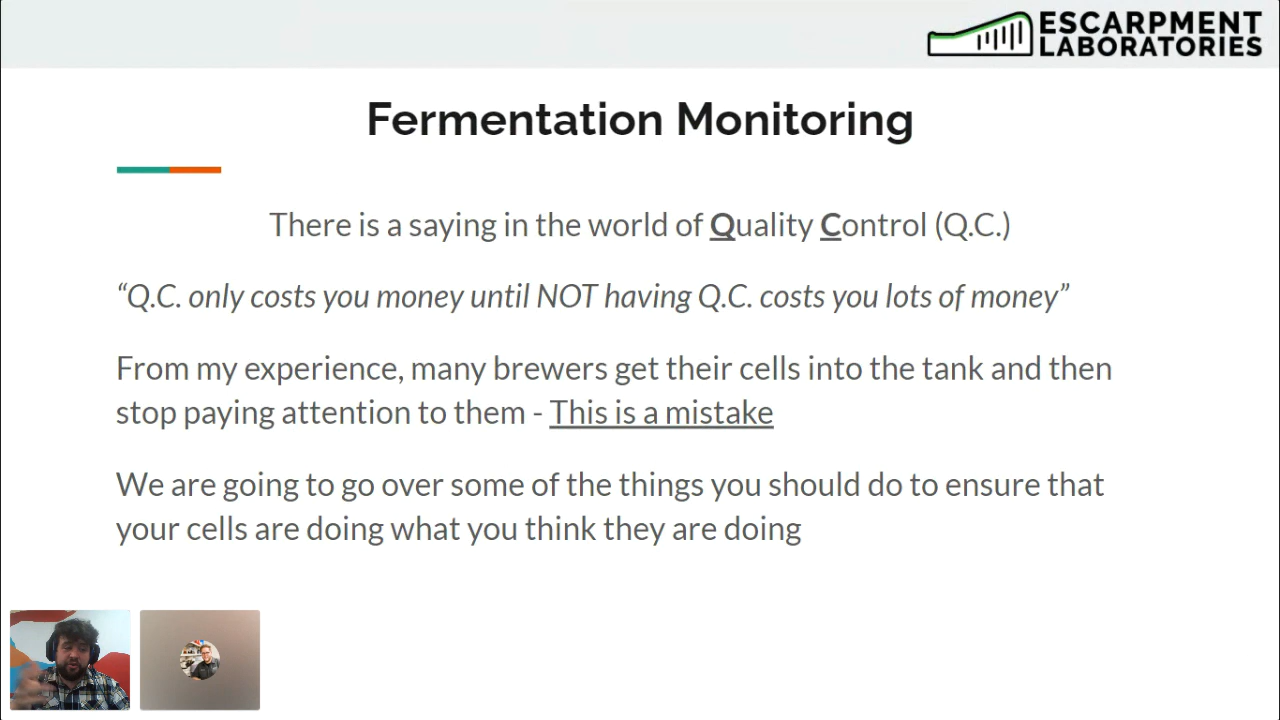 ESCARPMENT
LABORATORIES
Fermentation Monitoring
There is a saying in the world of Quality Control (Q.C.)
“Q.C. only costs you money until NOT having Q.C. costs you lots of money”
From my experience, many brewers get their cells into the tank and then
stop paying attention to them - This is a mistake
We are going to go over some of the things you should do to ensure that
your cells are doing what you think they are doing